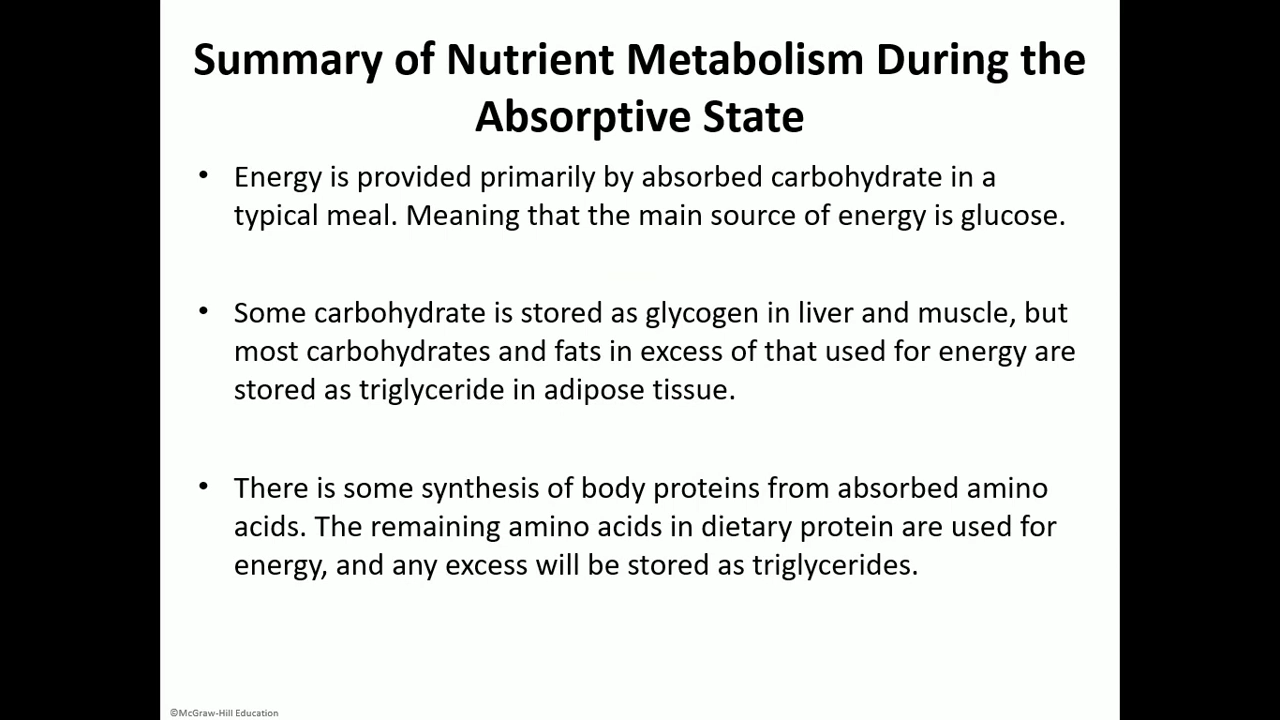 Summary of Nutrient Metabolism During the
Absorptive State
• Energy is provided primarily by absorbed carbohydrate in a
typical meal. Meaning that the main source of energy is glucose.
• Some carbohydrate is stored as glycogen in liver and muscle, but
most carbohydrates and fats in excess of that used for energy are
stored as triglyceride in adipose tissue.
• There is some synthesis of body proteins from absorbed amino
acids. The remaining amino acids in dietary protein are used for
energy, and any excess will be stored as triglycerides.
©McGraw-Hill Education